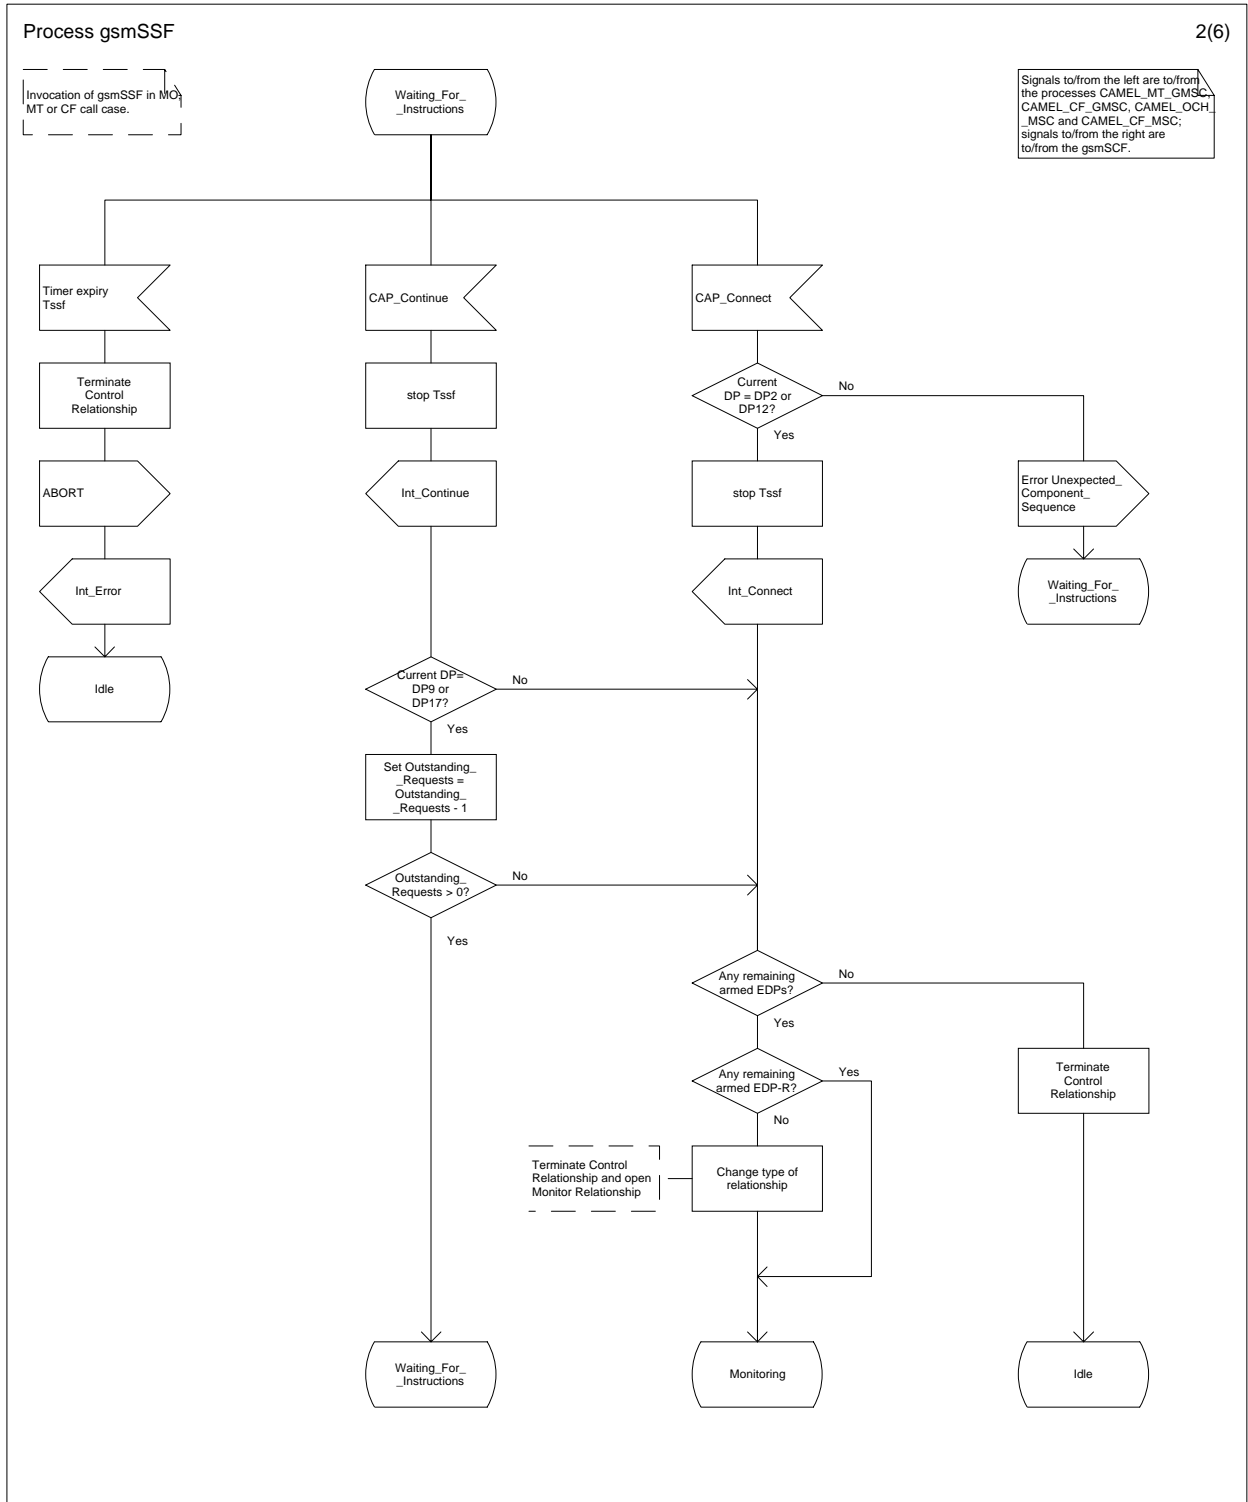 Process gsmSSF
2(6)
Invocation of gsmSSF in MO,
MT or CF call case.
Waiting_For_
_Instructions
Signals to/from the left are to/from
the processes CAMEL_MT_GMSC,
CAMEL_CF_GMSC, CAMEL_OCH_
_MSC and CAMEL_CF_MSC;
signals to/from the right are
to/from the gsmSCF.
Timer expiry
Tssf
CAP_Continue
CAP_Connect
Terminate
Control
Relationship
stop Tssf
Current
DP = DP2 or
DP12?
No
Yes
ABORT
Int_Continue
stop Tssf
Error Unexpected_
Component_
Sequence
Int_Error
Int_Connect
Waiting_For_
_Instructions
Idle
Current DP=
DP9 or
DP17?
No
Yes
Set Outstanding_
_Requests =
Outstanding_
_Requests - 1
Outstanding_
Requests > 0?
No
Yes
Any remaining
armed EDPs?
No
Yes
Any remaining
armed EDP-R?
Yes
No
Terminate
Control
Relationship
Terminate Control
Relationship and open
Monitor Relationship
Change type of
relationship
Waiting_For_
_Instructions
Monitoring
Idle